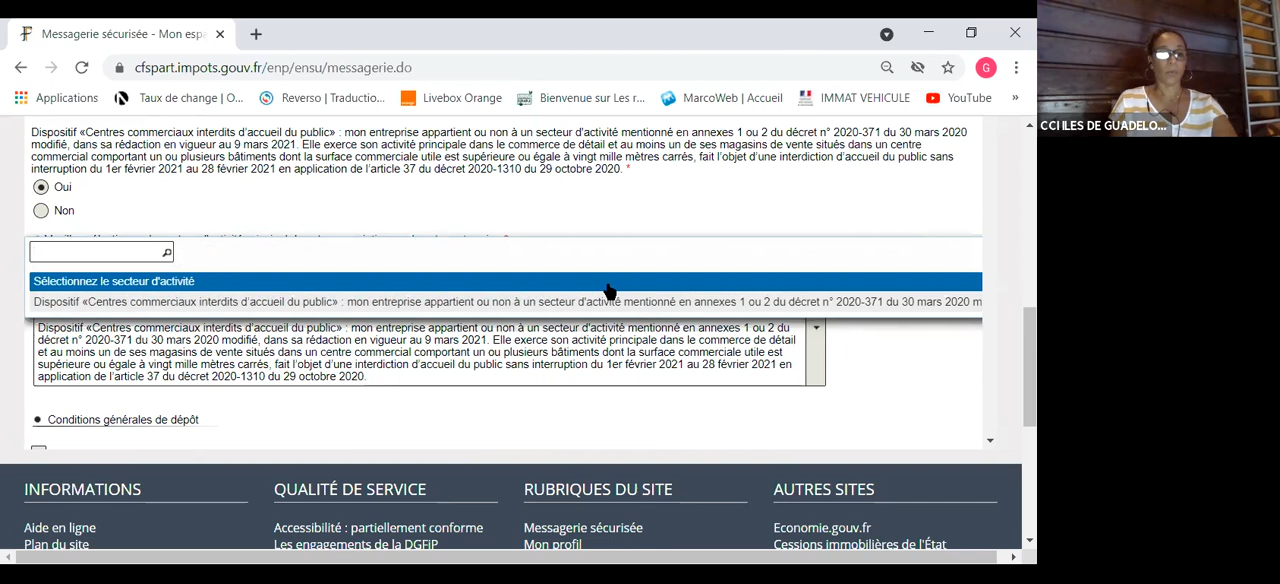 Messagerie sécurisée - Mon esp
cfspart.impots.gouv.fr/enp/ensu/messagerie.do
G
Applications
Taux de change | O...
Reverso | Traductio...
Livebox Orange
Bienvenue sur Les r...
MarcoWeb | Accueil
IMMAT VEHICULE
YouTube
»
CCI ILES DE GUADELO...
Dispositif «Centres commerciaux interdits d'accueil du public» : mon entreprise appartient ou non à un secteur d'activité mentionné en annexes 1 ou 2 du décret n° 2020-371 du 30 mars 2020
modifié, dans sa rédaction en vigueur au 9 mars 2021. Elle exerce son activité principale dans le commerce de détail et au moins un de ses magasins de vente situés dans un centre
commercial comportant un ou plusieurs bâtiments dont la surface commerciale utile est supérieure ou égale à vingt mille mètres carrés, fait l'objet d'une interdiction d'accueil du public sans
interruption du 1er février 2021 au 28 février 2021 en application de l'article 37 du décret 2020-1310 du 29 octobre 2020. *
Oui
Non
Sélectionnez le secteur d'activité
Dispositif «Centres commerciaux interdits d'accueil du public» : mon entreprise appartient ou non à un secteur d'activité mentionné en annexes 1 ou 2 du décret n° 2020-371 du 30 mars 2020 m
Dispositif «Centres commerciaux interdits d'accueil du public» : mon entreprise appartient ou non à un secteur d'activité mentionné en annexes 1 ou 2 du
décret n° 2020-371 du 30 mars 2020 modifié, dans sa rédaction en vigueur au 9 mars 2021. Elle exerce son activité principale dans le commerce de détail
et au moins un de ses magasins de vente situés dans un centre commercial comportant un ou plusieurs bâtiments dont la surface commerciale utile est
supérieure ou égale à vingt mille mètres carrés, fait l'objet d'une interdiction d'accueil du public sans interruption du 1er février 2021 au 28 février 2021 en
application de l'article 37 du décret 2020-1310 du 29 octobre 2020.
Conditions générales de dépôt
INFORMATIONS
QUALITÉ DE SERVICE
RUBRIQUES DU SITE
AUTRES SITES
Aide en ligne
Accessibilité : partiellement conforme
Messagerie sécurisée
Economie.gouv.fr
Plan du site
Les engagements de la DGFiP
Mon profil
Cessions immobilières de l'État